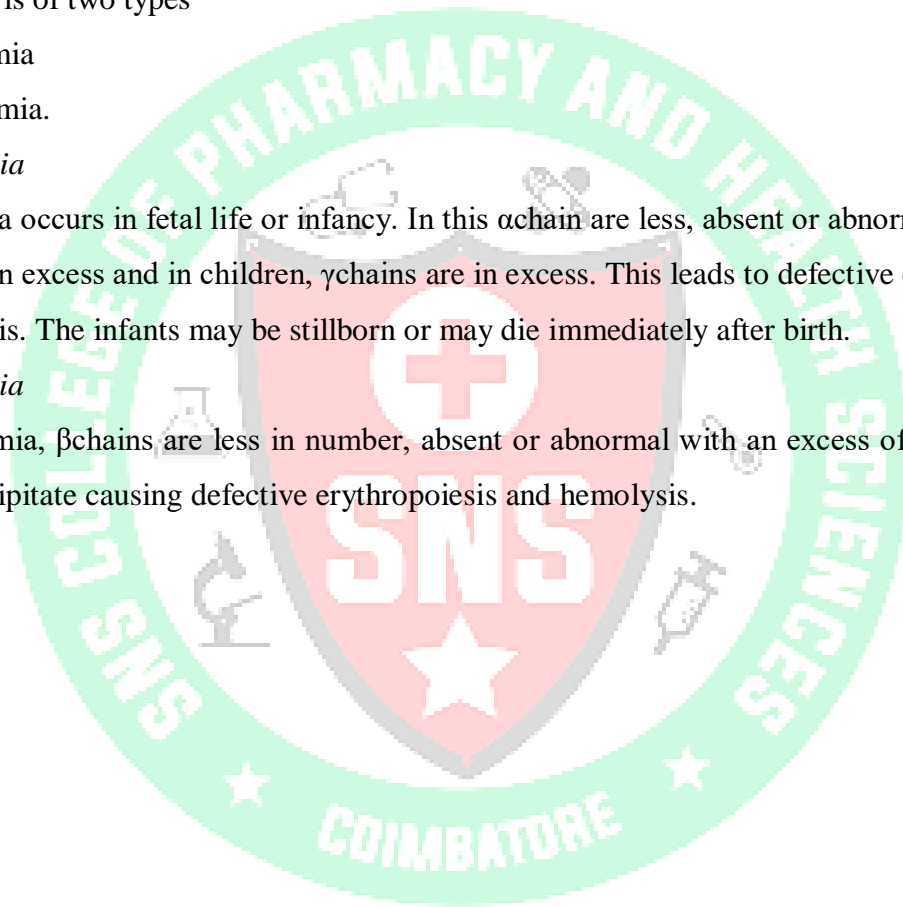 is of two types
mia
mia.
ia
a occurs in fetal life or infancy. In this αchain are less, absent or abnorm
n excess and in children, γchains are in excess. This leads to defective
is. The infants may be stillborn or may die immediately after birth.
ia
mia, βchains are less in number, absent or abnormal with an excess of
ipitate causing defective erythropoiesis and hemolysis.
SNS COLLEGE OF PHARMACY AND HEALTH SCIENCES
SNS
COIMBATORE